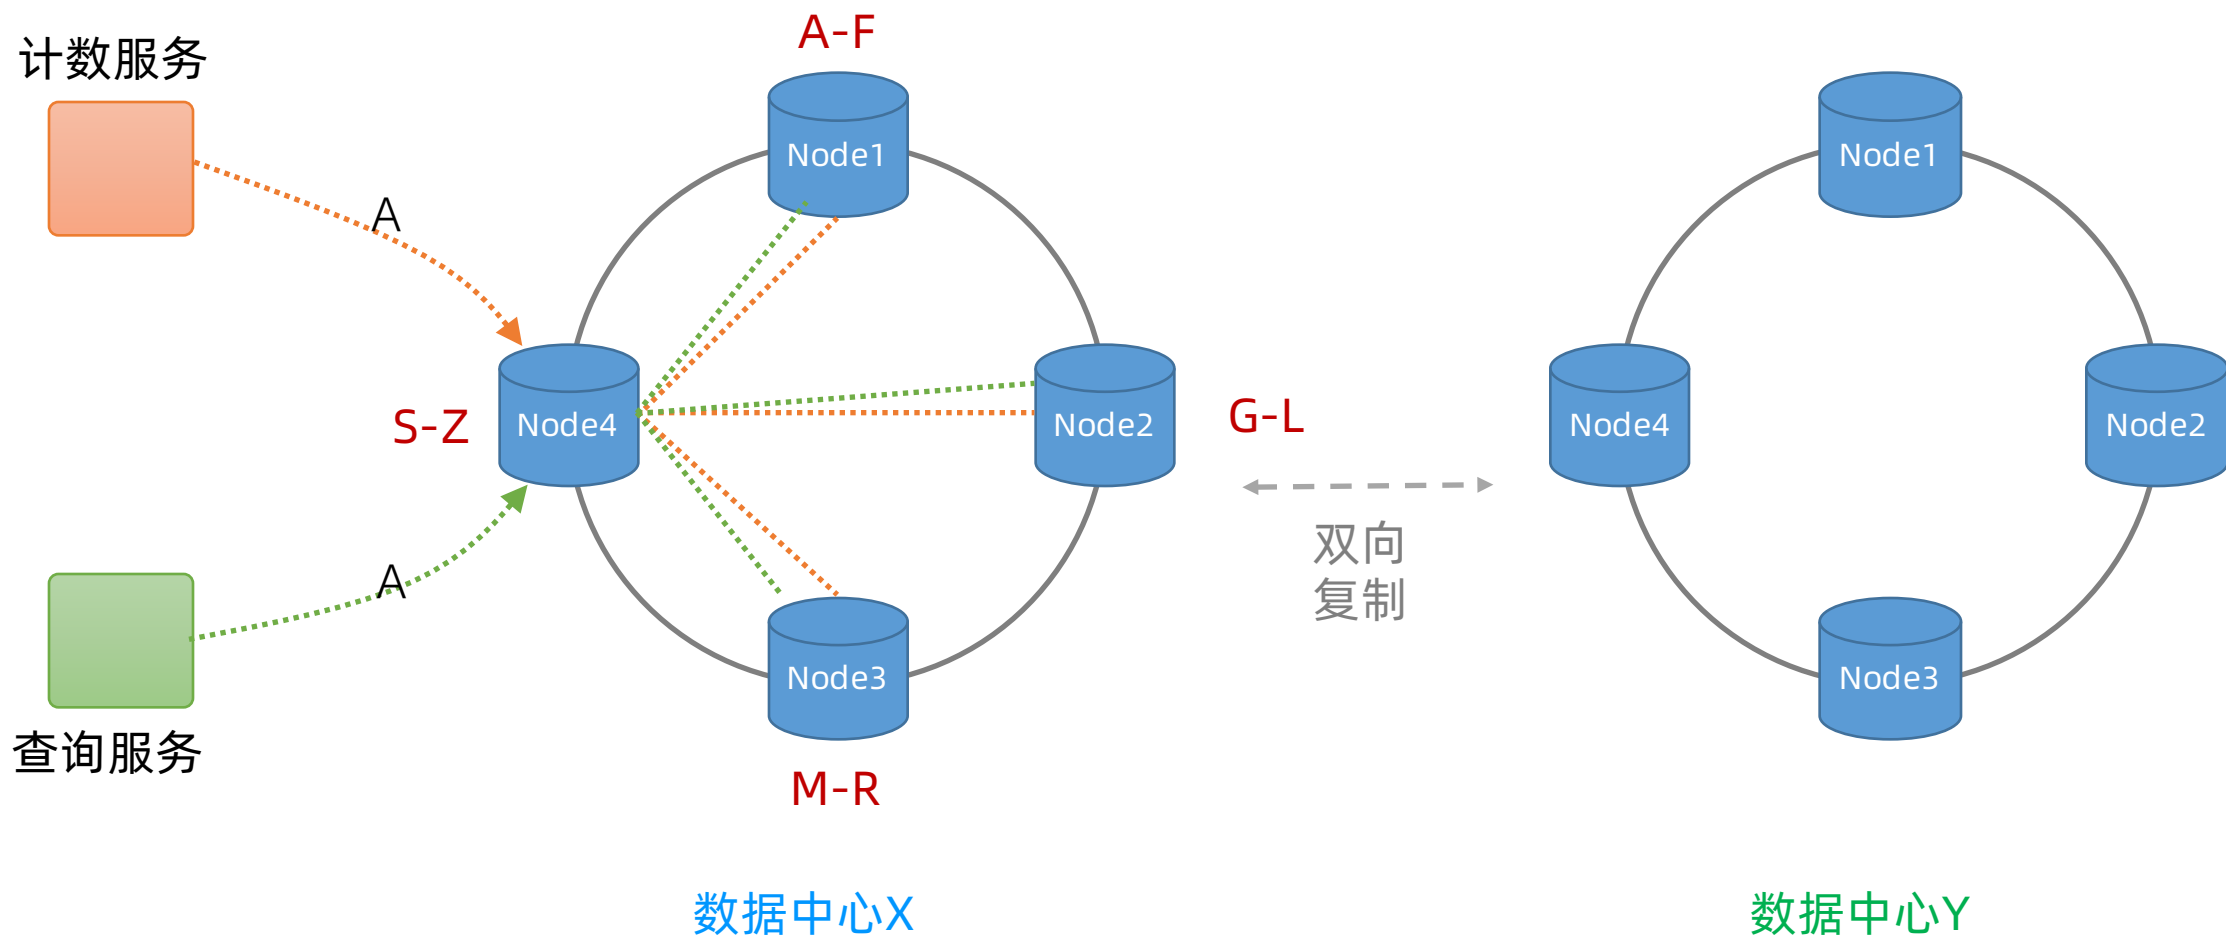 A-F
计数服务
Node1
Node1
A
Node4
S-Z
Node2
G-L
Node4
Node2
双向
复制
A
Node3
Node3
查询服务
M-R
数据中心X
数据中心Y